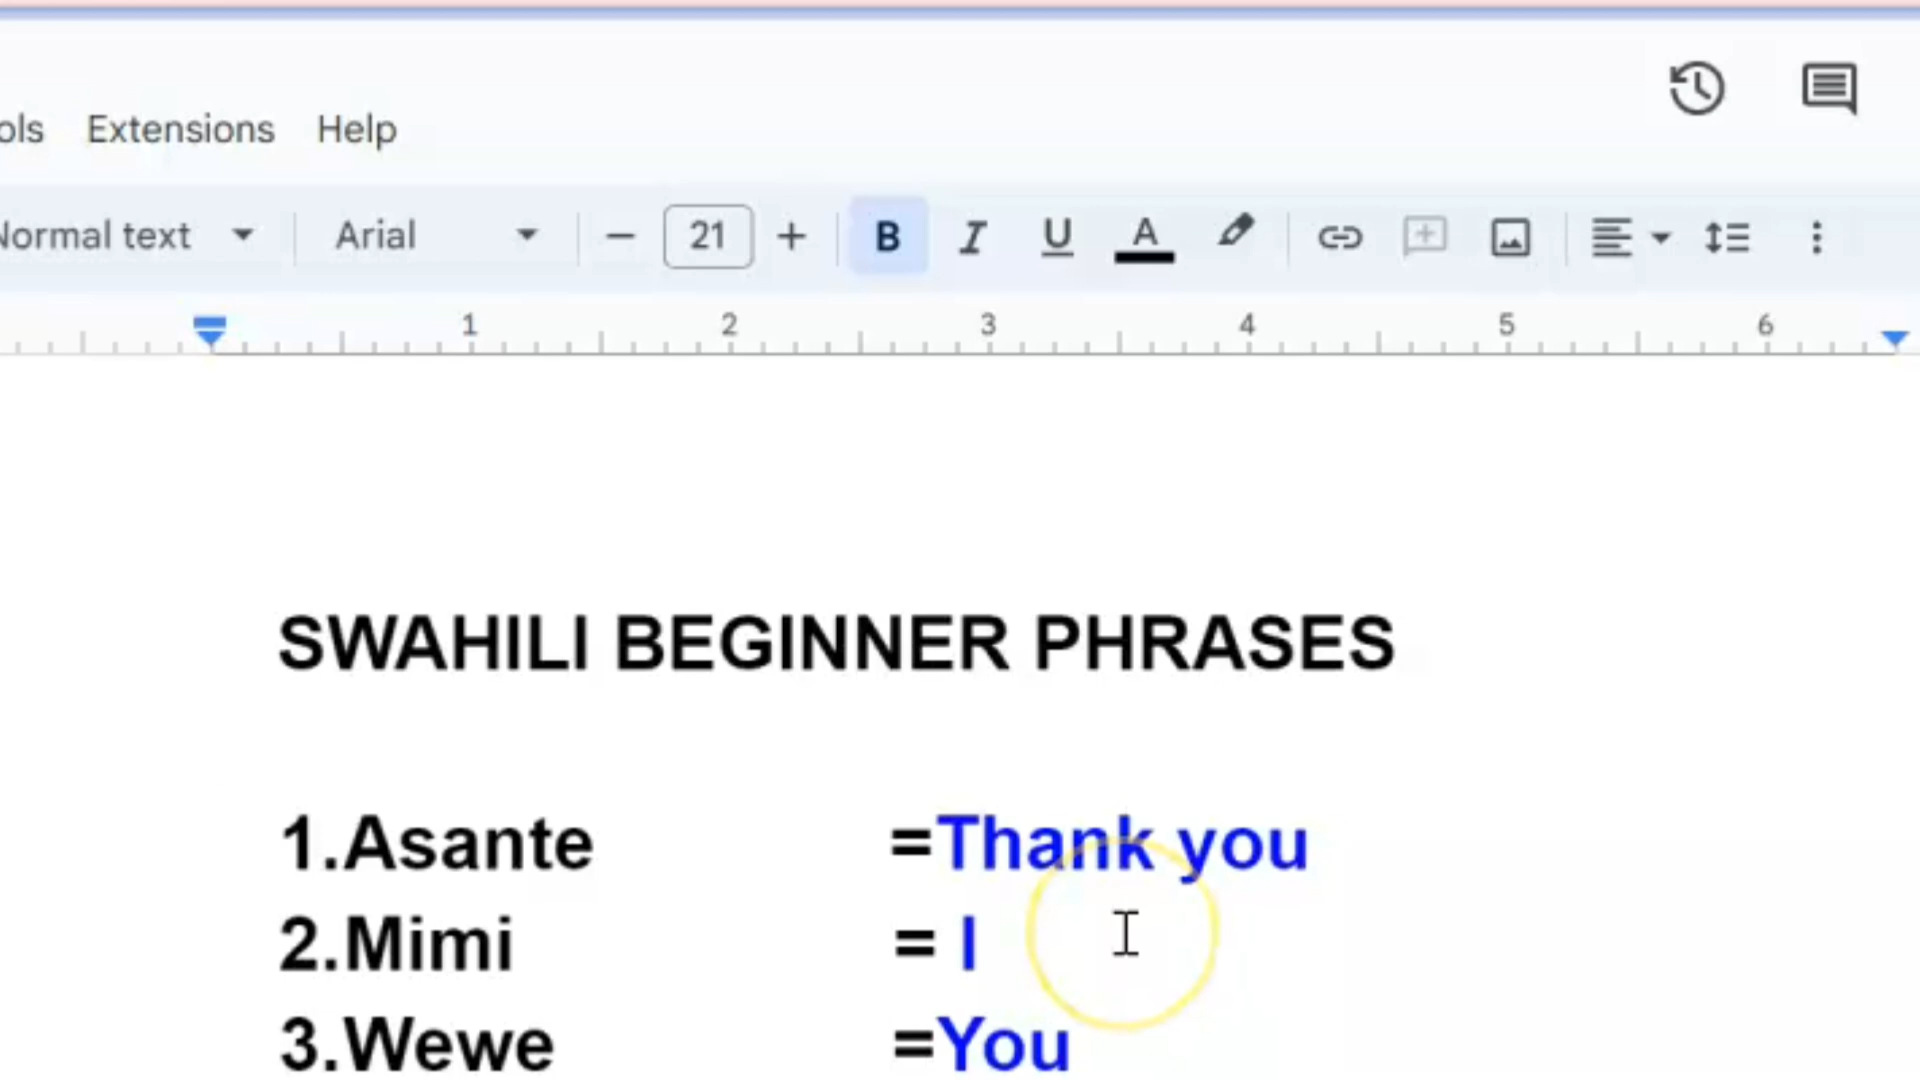 ols Extensions Help
Normal text Arial 21 B I U A
1 2 3 4 5 6
SWAHILI BEGINNER PHRASES
1.Asante =Thank you
2.Mimi = I
3.Wewe =You